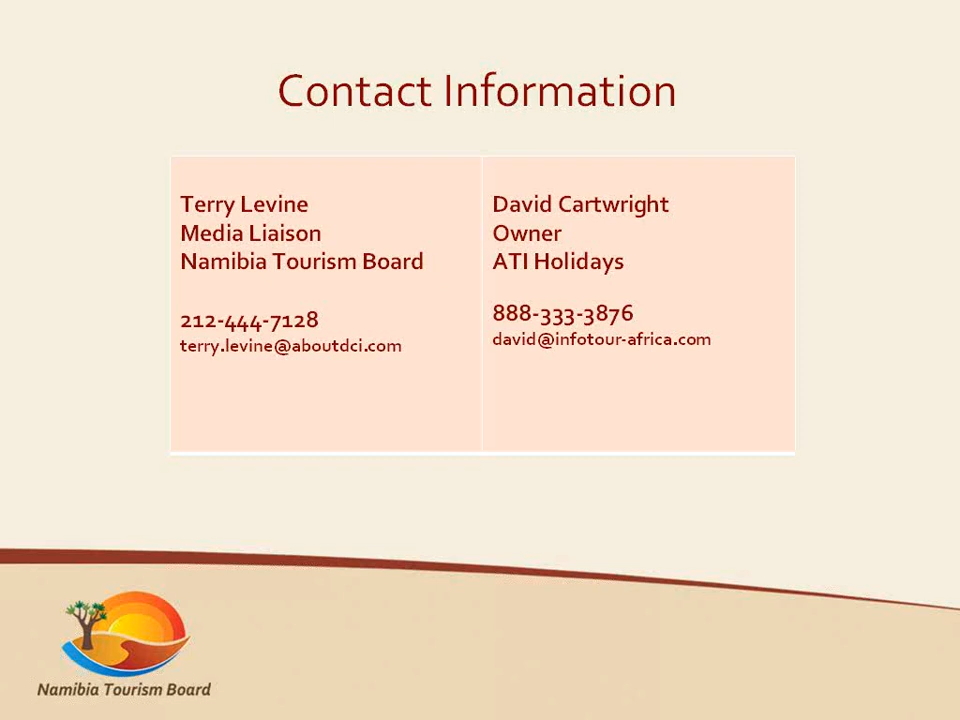 Contact Information
Terry Levine
Media Liaison
Namibia Tourism Board
212-444-7128
terry.levine@aboutdci.com
David Cartwright
Owner
ATI Holidays
888-333-3876
david@infotour-africa.com
Namibia Tourism Board